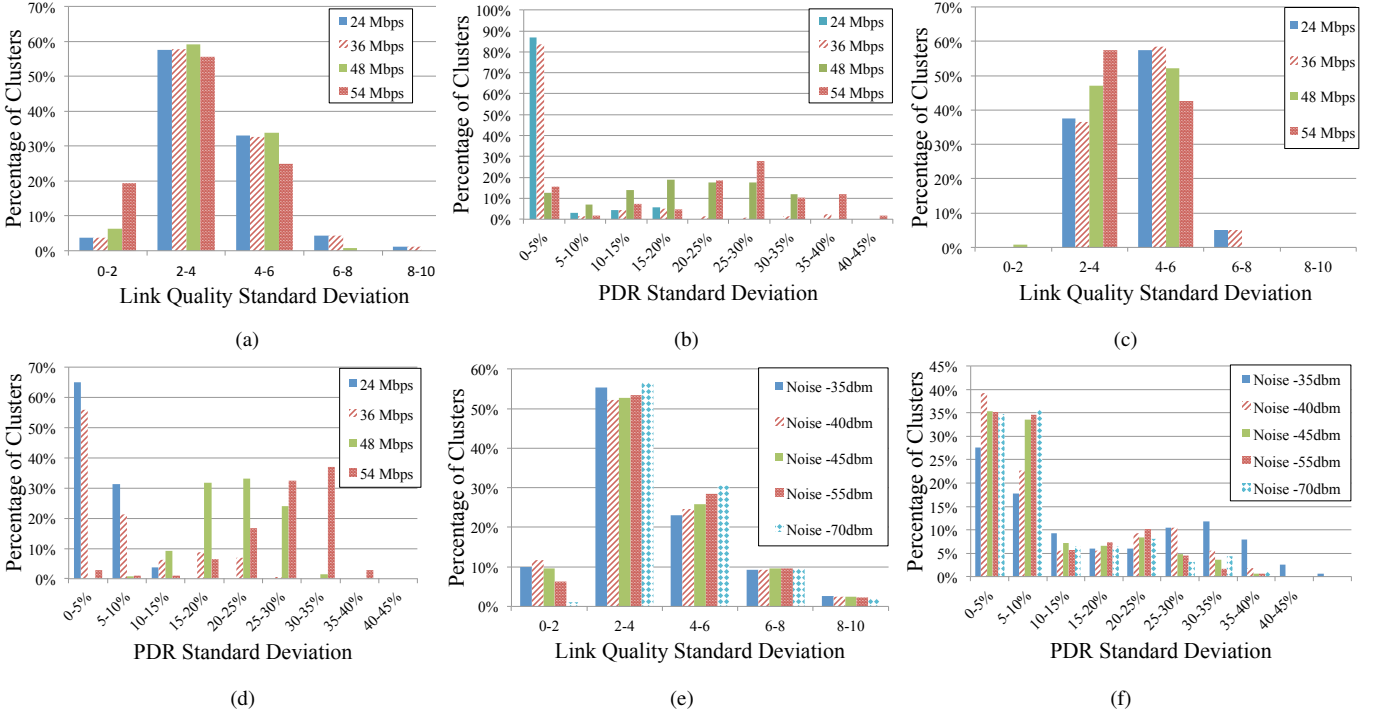 70%
60%
50%
40%
30%
20%
10%
0%
Percentage of Clusters
24 Mbps
36 Mbps
48 Mbps
54 Mbps
0-2
2-4
4-6
6-8
8-10
Link Quality Standard Deviation
(a)
100%
90%
80%
70%
60%
50%
40%
30%
20%
10%
0%
Percentage of Clusters
24 Mbps
36 Mbps
48 Mbps
54 Mbps
0-5%
5-10%
10-15%
15-20%
20-25%
25-30%
30-35%
35-40%
40-45%
PDR Standard Deviation
(b)
70%
60%
50%
40%
30%
20%
10%
0%
Percentage of Clusters
24 Mbps
36 Mbps
48 Mbps
54 Mbps
0-2
2-4
4-6
6-8
8-10
Link Quality Standard Deviation
(c)
70%
60%
50%
40%
30%
20%
10%
0%
Percentage of Clusters
24 Mbps
36 Mbps
48 Mbps
54 Mbps
0-5%
5-10%
10-15%
15-20%
20-25%
25-30%
30-35%
35-40%
40-45%
PDR Standard Deviation
(d)
60%
50%
40%
30%
20%
10%
0%
Percentage of Clusters
Noise -35dbm
Noise -40dbm
Noise -45dbm
Noise -55dbm
Noise -70dbm
0-2
2-4
4-6
6-8
8-10
Link Quality Standard Deviation
(e)
45%
40%
35%
30%
25%
20%
15%
10%
5%
0%
Percentage of Clusters
Noise -35dbm
Noise -40dbm
Noise -45dbm
Noise -55dbm
Noise -70dbm
0-5%
5-10%
10-15%
15-20%
20-25%
25-30%
30-35%
35-40%
40-45%
PDR Standard Deviation
(f)